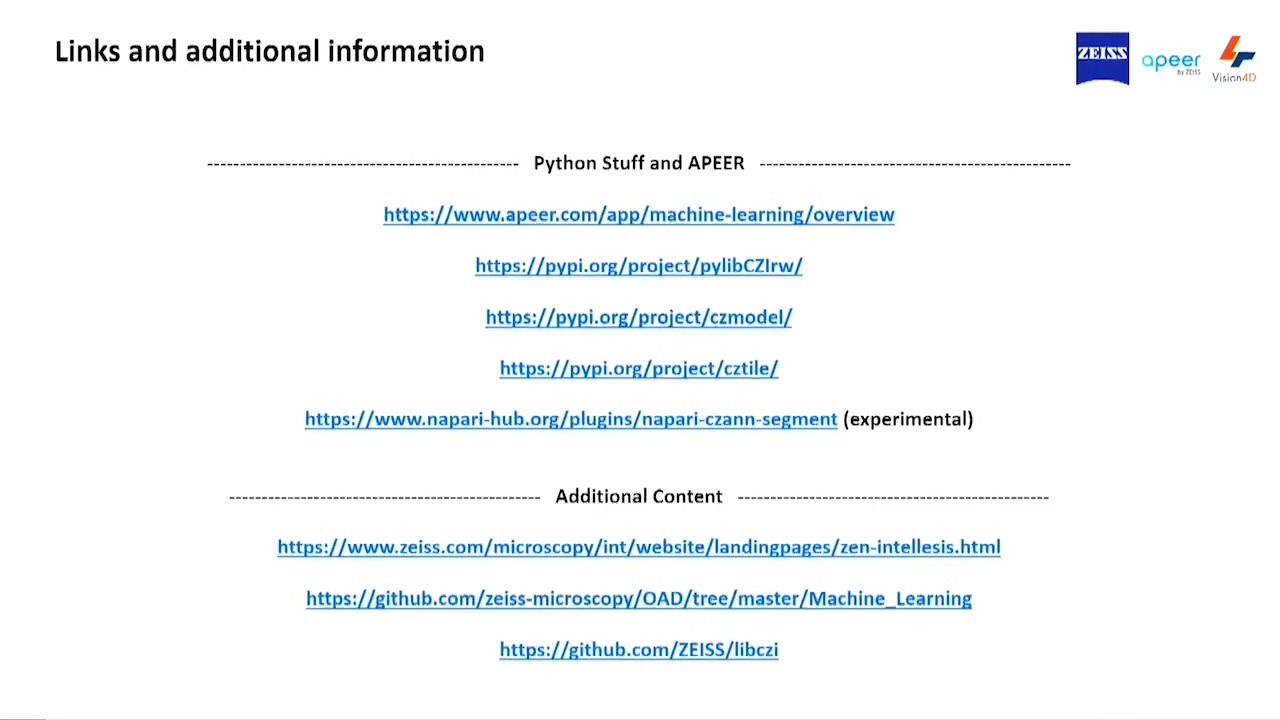 Links and additional information
ZEISS
apeer
by ZEISS
Vision4D
------------------------------------------------ Python Stuff and APEER ------------------------------------------------
https://www.apeer.com/app/machine-learning/overview
https://pypi.org/project/pylibCZIrw/
https://pypi.org/project/czmodel/
https://pypi.org/project/cztile/
https://www.napari-hub.org/plugins/napari-czann-segment (experimental)
------------------------------------------------ Additional Content ------------------------------------------------
https://www.zeiss.com/microscopy/int/website/landingpages/zen-intellesis.html
https://github.com/zeiss-microscopy/OAD/tree/master/Machine_Learning
https://github.com/ZEISS/libczi